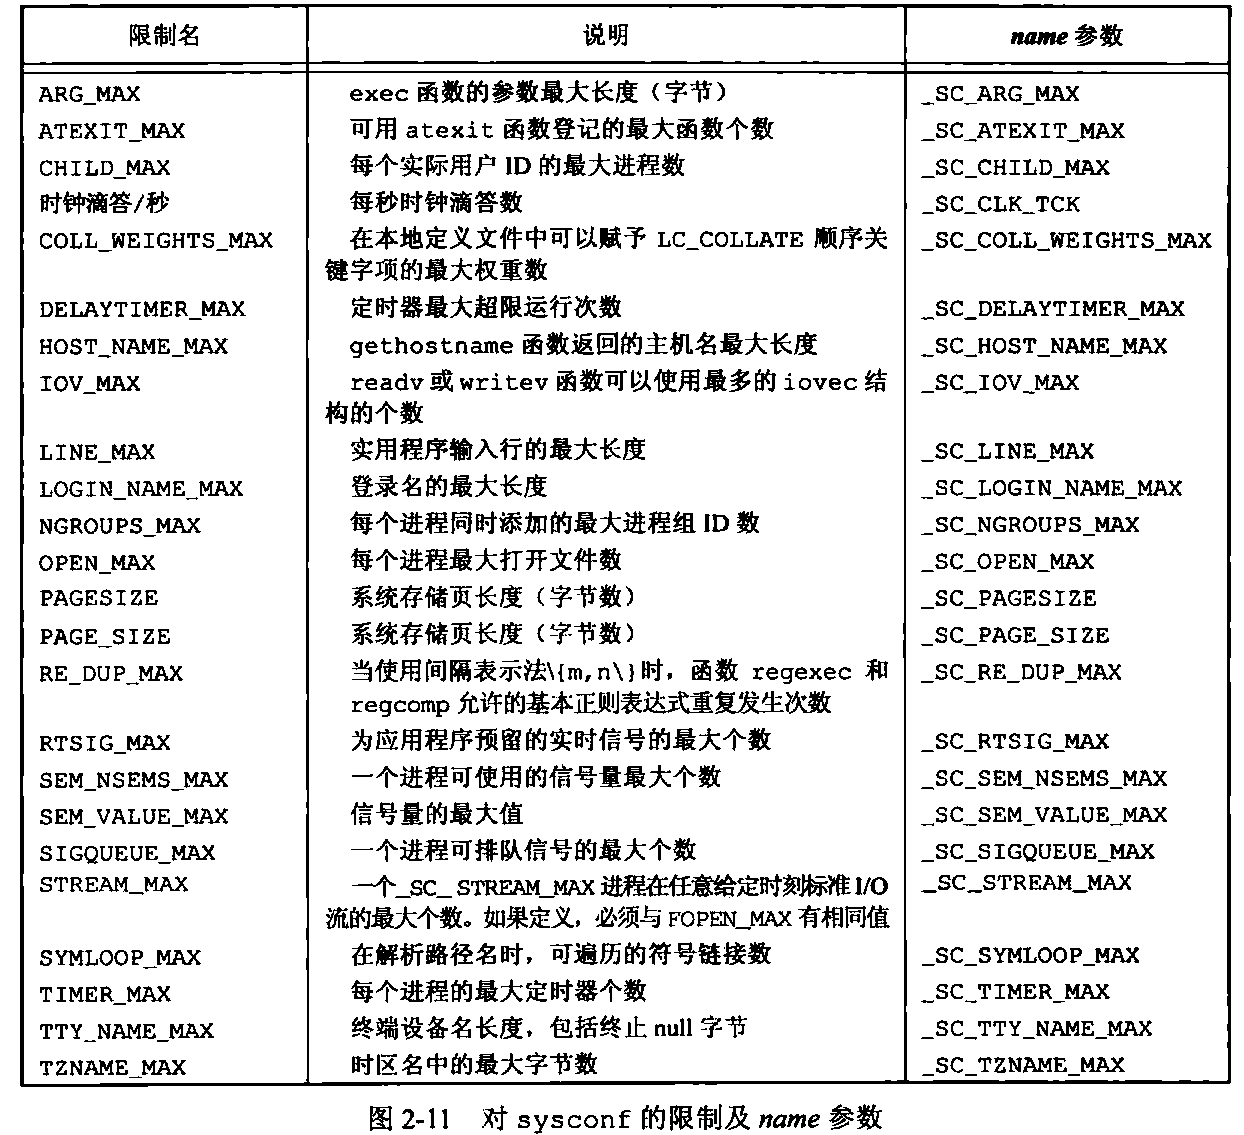 限制名 说明 name 参数
ARG_MAX exec 函数的参数最大长度（字节） _SC_ARG_MAX
ATEXIT_MAX 可用 atexit 函数登记的最大函数个数 _SC_ATEXIT_MAX
CHILD_MAX 每个实际用户 ID 的最大进程数 _SC_CHILD_MAX
时钟滴答/秒 每秒时钟滴答数 _SC_CLK_TCK
COLL_WEIGHTS_MAX 在本地定义文件中可以赋予 LC_COLLATE 顺序关 _SC_COLL_WEIGHTS_MAX
键字项的最大权重数
DELAYTIMER_MAX 定时器最大超限运行次数 _SC_DELAYTIMER_MAX
HOST_NAME_MAX gethostname 函数返回的主机名最大长度 _SC_HOST_NAME_MAX
IOV_MAX readv 或 writev 函数可以使用最多的 iovec 结 _SC_IOV_MAX
构的个数
LINE_MAX 实用程序输入行的最大长度 _SC_LINE_MAX
LOGIN_NAME_MAX 登录名的最大长度 _SC_LOGIN_NAME_MAX
NGROUPS_MAX 每个进程同时添加的最大进程组 ID 数 _SC_NGROUPS_MAX
OPEN_MAX 每个进程最大打开文件数 _SC_OPEN_MAX
PAGESIZE 系统存储页长度（字节数） _SC_PAGESIZE
PAGE_SIZE 系统存储页长度（字节数） _SC_PAGE_SIZE
RE_DUP_MAX 当使用间隔表示法\{m,n\}时，函数 regexec 和 _SC_RE_DUP_MAX
regcomp 允许的基本正则表达式重复发生次数
RTSIG_MAX 为应用程序预留的实时信号的最大个数 _SC_RTSIG_MAX
SEM_NSEMS_MAX 一个进程可使用的信号量最大个数 _SC_SEM_NSEMS_MAX
SEM_VALUE_MAX 信号量的最大值 _SC_SEM_VALUE_MAX
SIGQUEUE_MAX 一个进程可排队信号的最大个数 _SC_SIGQUEUE_MAX
STREAM_MAX 一个_SC_ STREAM_MAX 进程在任意给定时刻标准 I/O _SC_STREAM_MAX
流的最大个数。如果定义，必须与 FOPEN_MAX 有相同值
SYMLOOP_MAX 在解析路径名时，可遍历的符号链接数 _SC_SYMLOOP_MAX
TIMER_MAX 每个进程的最大定时器个数 _SC_TIMER_MAX
TTY_NAME_MAX 终端设备名长度，包括终止 null 字节 _SC_TTY_NAME_MAX
TZNAME_MAX 时区名中的最大字节数 _SC_TZNAME_MAX
图 2-11 对 sysconf 的限制及 name 参数